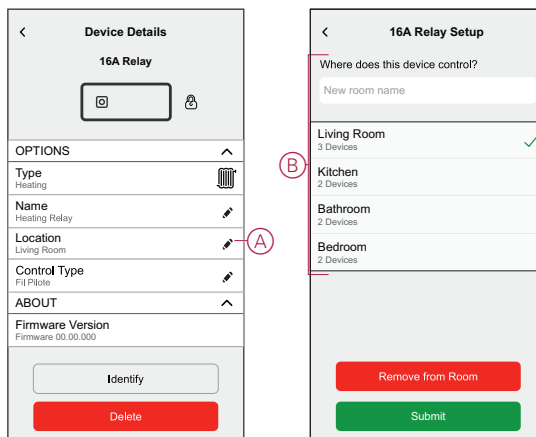 Device Details
16A Relay
OPTIONS
Type
Heating
Name
Heating Relay
Location
Living Room
A
Control Type
Fil Pilote
ABOUT
Firmware Version
Firmware 00.00.000
Identify
Delete
16A Relay Setup
Where does this device control?
New room name
B
Living Room
3 Devices
Kitchen
2 Devices
Bathroom
2 Devices
Bedroom
2 Devices
Remove from Room
Submit